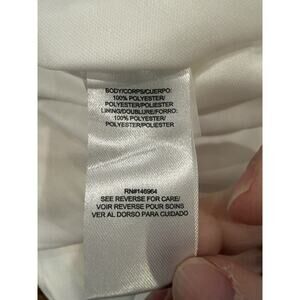 BODY/CORPS/CUERPO:
100% POLYESTER/
POLYESTER/POLIESTER
LINING/DOUBLURE/FORRO:
100% POLYESTER/
POLYESTER/POLIESTER
RN#146964
SEE REVERSE FOR CARE/
VOIR REVERSE POUR SOINS
VER AL DORSO PARA CUIDADO